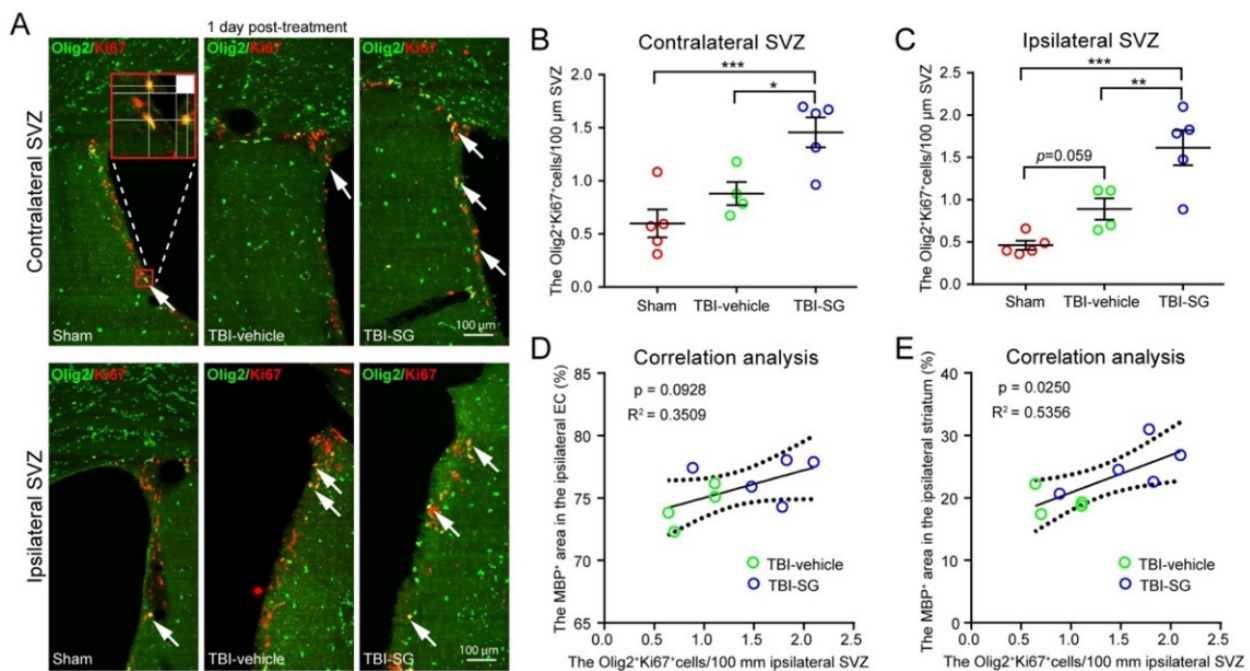 A
1 day post-treatment
Contralateral SVZ
Olig2/Ki67
Sham
Olig2/Ki67
TBI-vehicle
Olig2/Ki67
TBI-SG
100 µm
Ipsilateral SVZ
Olig2/Ki67
Sham
Olig2/Ki67
TBI-vehicle
Olig2/Ki67
TBI-SG
100 µm
B
Contralateral SVZ
The Olig2⁺Ki67⁺cells/100 µm SVZ
2.0
1.5
1.0
0.5
0.0
***
*
Sham
TBI-vehicle
TBI-SG
C
Ipsilateral SVZ
The Olig2⁺Ki67⁺cells/100 µm SVZ
2.5
2.0
1.5
1.0
0.5
0.0
***
**
p=0.059
Sham
TBI-vehicle
TBI-SG
D
Correlation analysis
p = 0.0928
R² = 0.3509
The MBP⁺ area in the ipsilateral EC (%)
85
80
75
70
65
TBI-vehicle
TBI-SG
0.0 0.5 1.0 1.5 2.0 2.5
The Olig2⁺Ki67⁺cells/100 mm ipsilateral SVZ
E
Correlation analysis
p = 0.0250
R² = 0.5356
The MBP⁺ area in the ipsilateral striatum (%)
40
30
20
10
0
TBI-vehicle
TBI-SG
0.0 0.5 1.0 1.5 2.0 2.5
The Olig2⁺Ki67⁺cells/100 mm ipsilateral SVZ